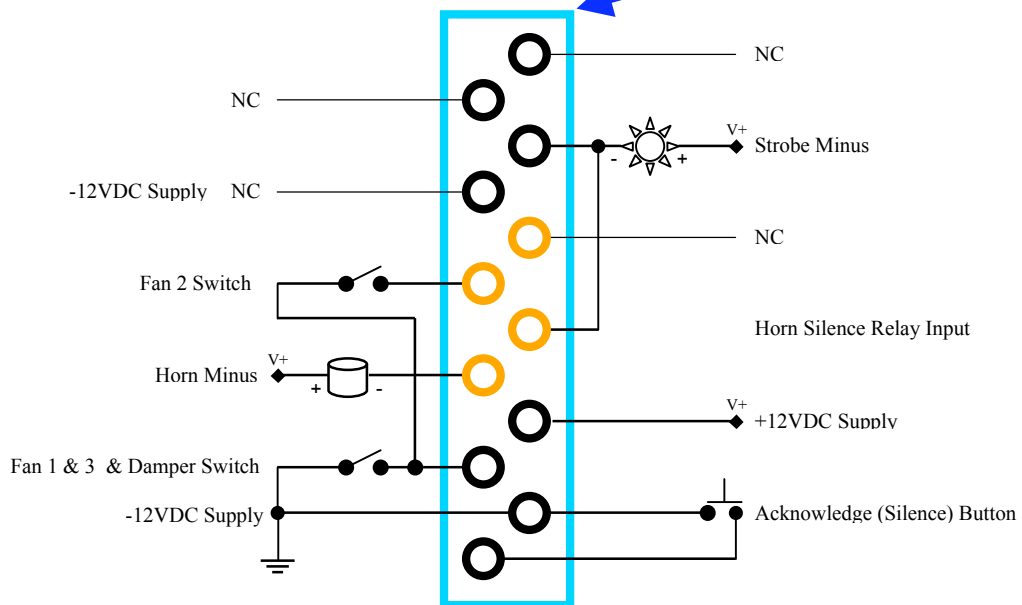 NC
NC
V+
Strobe Minus
- +
-12VDC Supply NC
NC
Fan 2 Switch
Horn Silence Relay Input
V+
Horn Minus
+ -
V+
+12VDC Supply
Fan 1 & 3 & Damper Switch
-12VDC Supply
Acknowledge (Silence) Button